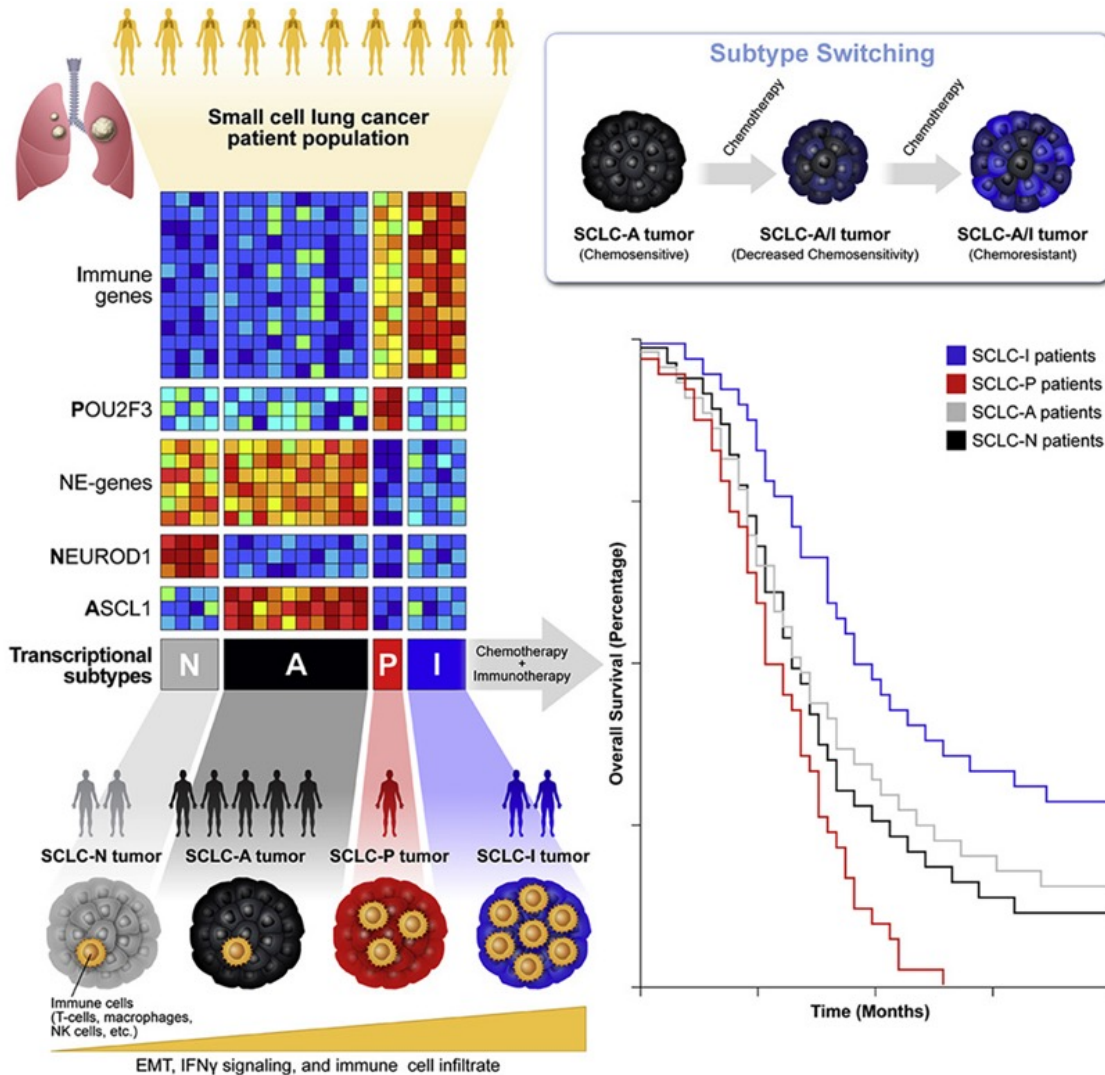 Small cell lung cancer
patient population
Immune
genes
POU2F3
NE-genes
NEUROD1
ASCL1
Transcriptional
subtypes
N
A
P
I
Chemotherapy
+
Immunotherapy
SCLC-N tumor
SCLC-A tumor
SCLC-P tumor
SCLC-I tumor
Immune cells
(T-cells, macrophages,
NK cells, etc.)
EMT, IFNγ signaling, and immune cell infiltrate
Subtype Switching
Chemotherapy
Chemotherapy
SCLC-A tumor
(Chemosensitive)
SCLC-A/I tumor
(Decreased Chemosensitivity)
SCLC-A/I tumor
(Chemoresistant)
SCLC-I patients
SCLC-P patients
SCLC-A patients
SCLC-N patients
Overall Survival (Percentage)
Time (Months)